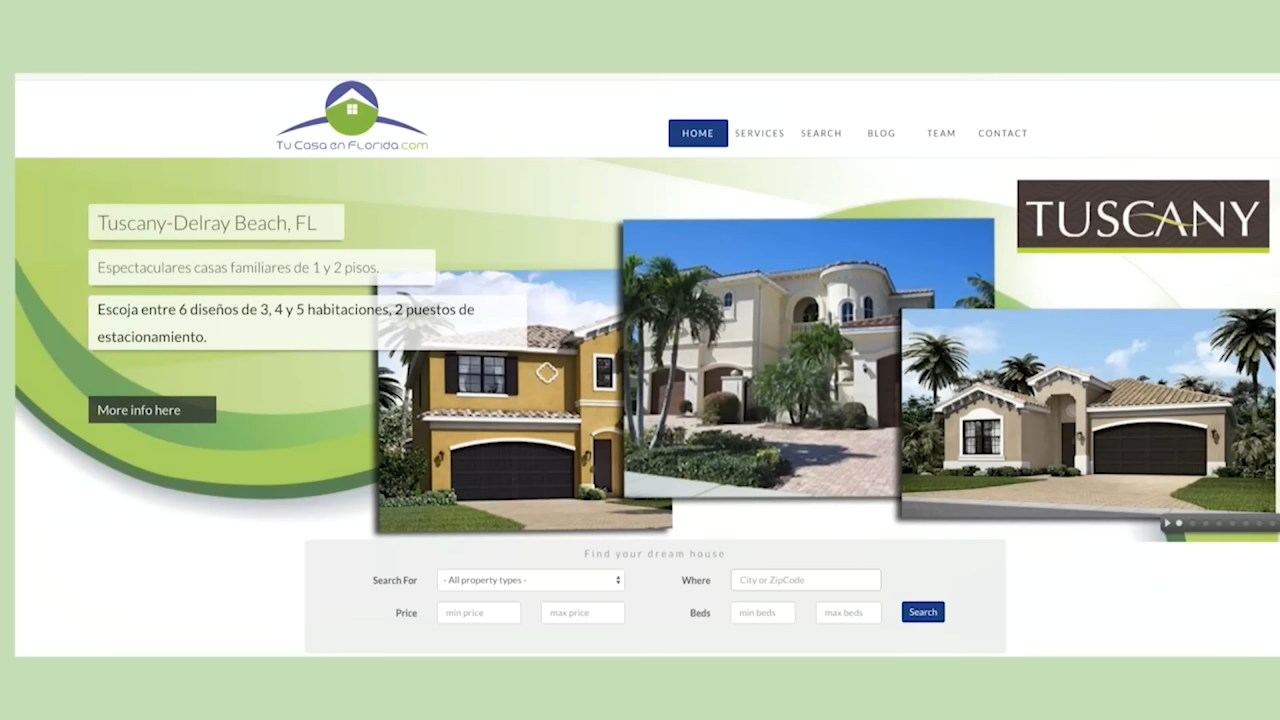 Tu Casa en Florida.com
HOME SERVICES SEARCH BLOG TEAM CONTACT
TUSCANY
Tuscany-Delray Beach, FL
Espectaculares casas familiares de 1 y 2 pisos.
Escoja entre 6 diseños de 3, 4 y 5 habitaciones, 2 puestos de
estacionamiento.
More info here
Find your dream house
Search For - All property types - Where City or ZipCode
Price min price max price Beds min beds max beds Search